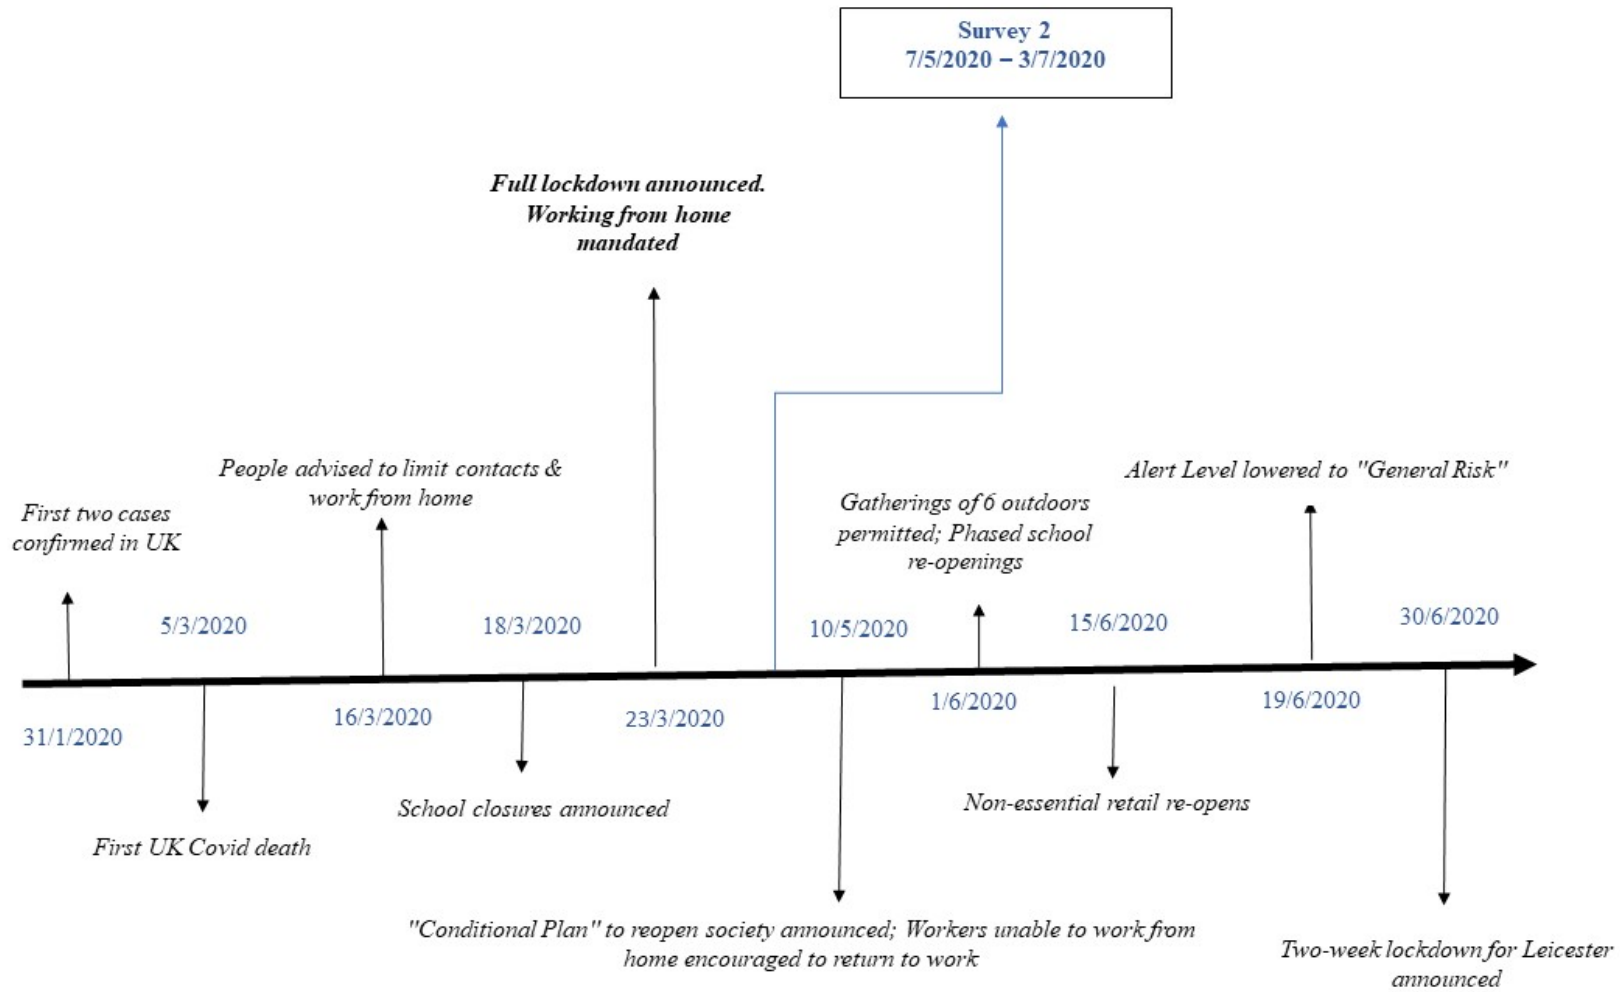 Survey 2
7/5/2020 – 3/7/2020
Full lockdown announced.
Working from home
mandated
People advised to limit contacts &
work from home
Alert Level lowered to "General Risk"
First two cases
confirmed in UK
Gatherings of 6 outdoors
permitted; Phased school
re-openings
5/3/2020
18/3/2020
10/5/2020
15/6/2020
30/6/2020
31/1/2020
16/3/2020
23/3/2020
1/6/2020
19/6/2020
First UK Covid death
School closures announced
Non-essential retail re-opens
"Conditional Plan" to reopen society announced; Workers unable to work from
home encouraged to return to work
Two-week lockdown for Leicester
announced